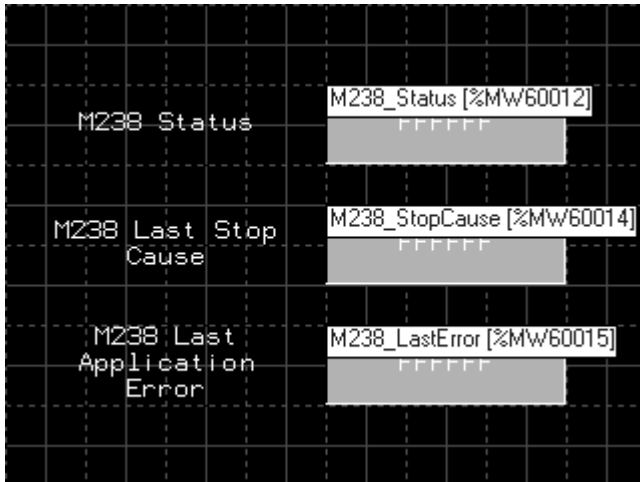 M238_Status [%MW60012]
M238 Status
FFFFFF
M238_StopCause [%MW60014]
M238 Last Stop
Cause
FFFFFF
M238_LastError [%MW60015]
M238 Last
Application
Error
FFFFFF